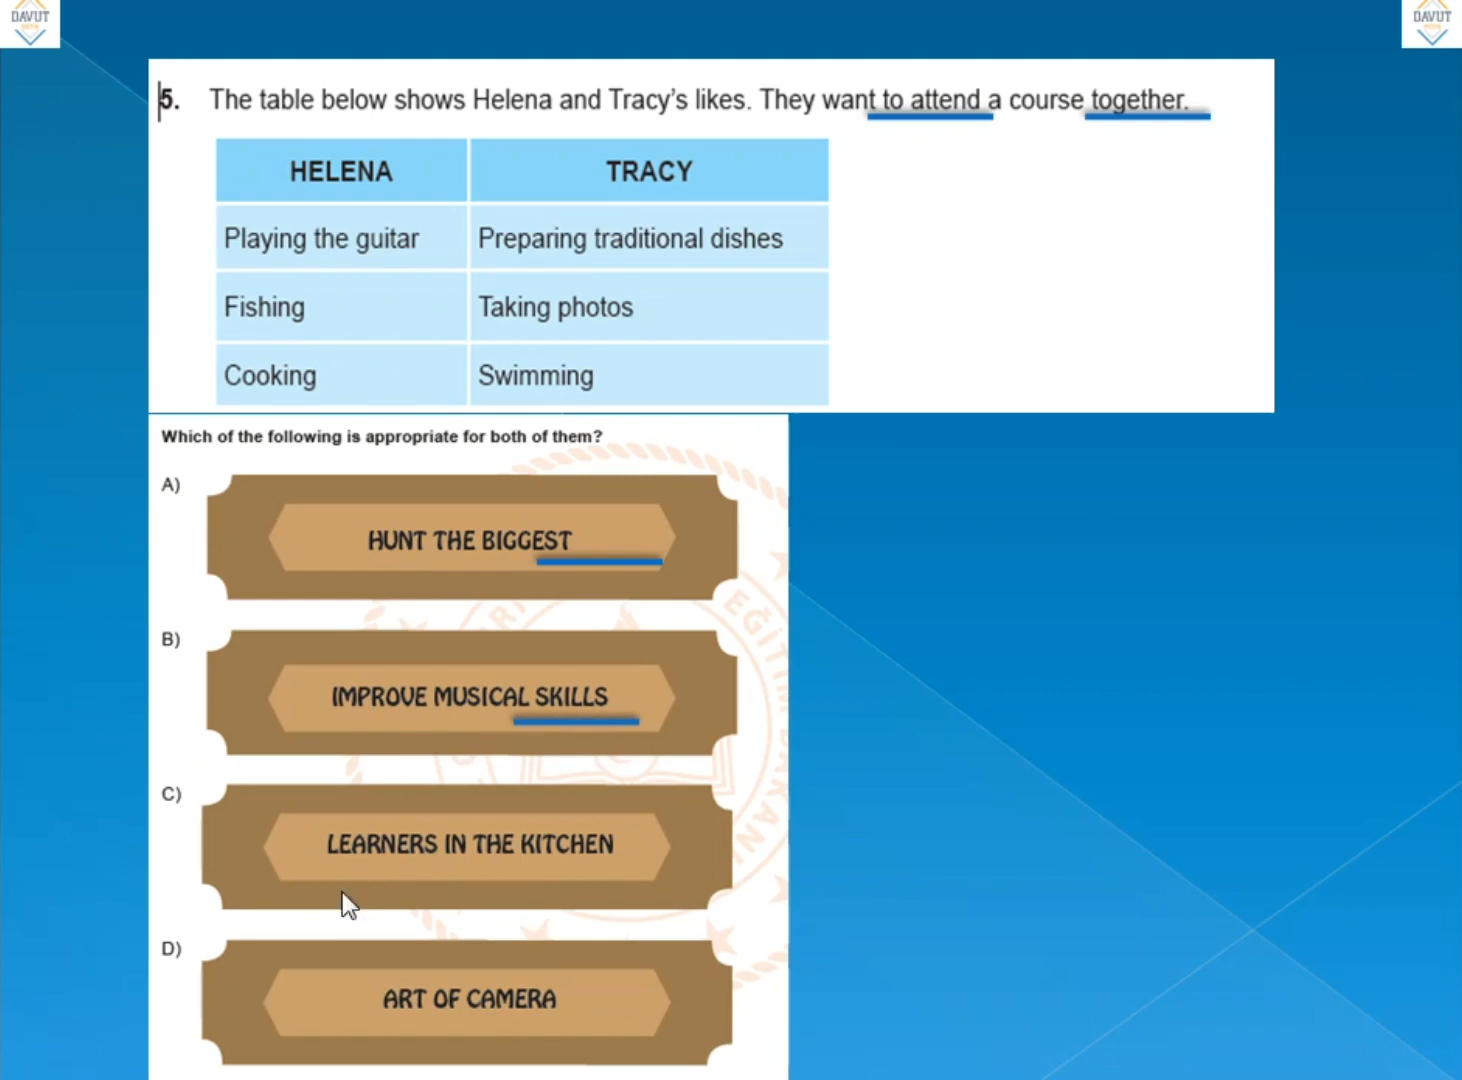 DAVUT
DAVUT
5. The table below shows Helena and Tracy’s likes. They want to attend a course together.
HELENA TRACY
Playing the guitar Preparing traditional dishes
Fishing Taking photos
Cooking Swimming
Which of the following is appropriate for both of them?
A)
HUNT THE BIGGEST
B)
IMPROVE MUSICAL SKILLS
C)
LEARNERS IN THE KITCHEN
D)
ART OF CAMERA